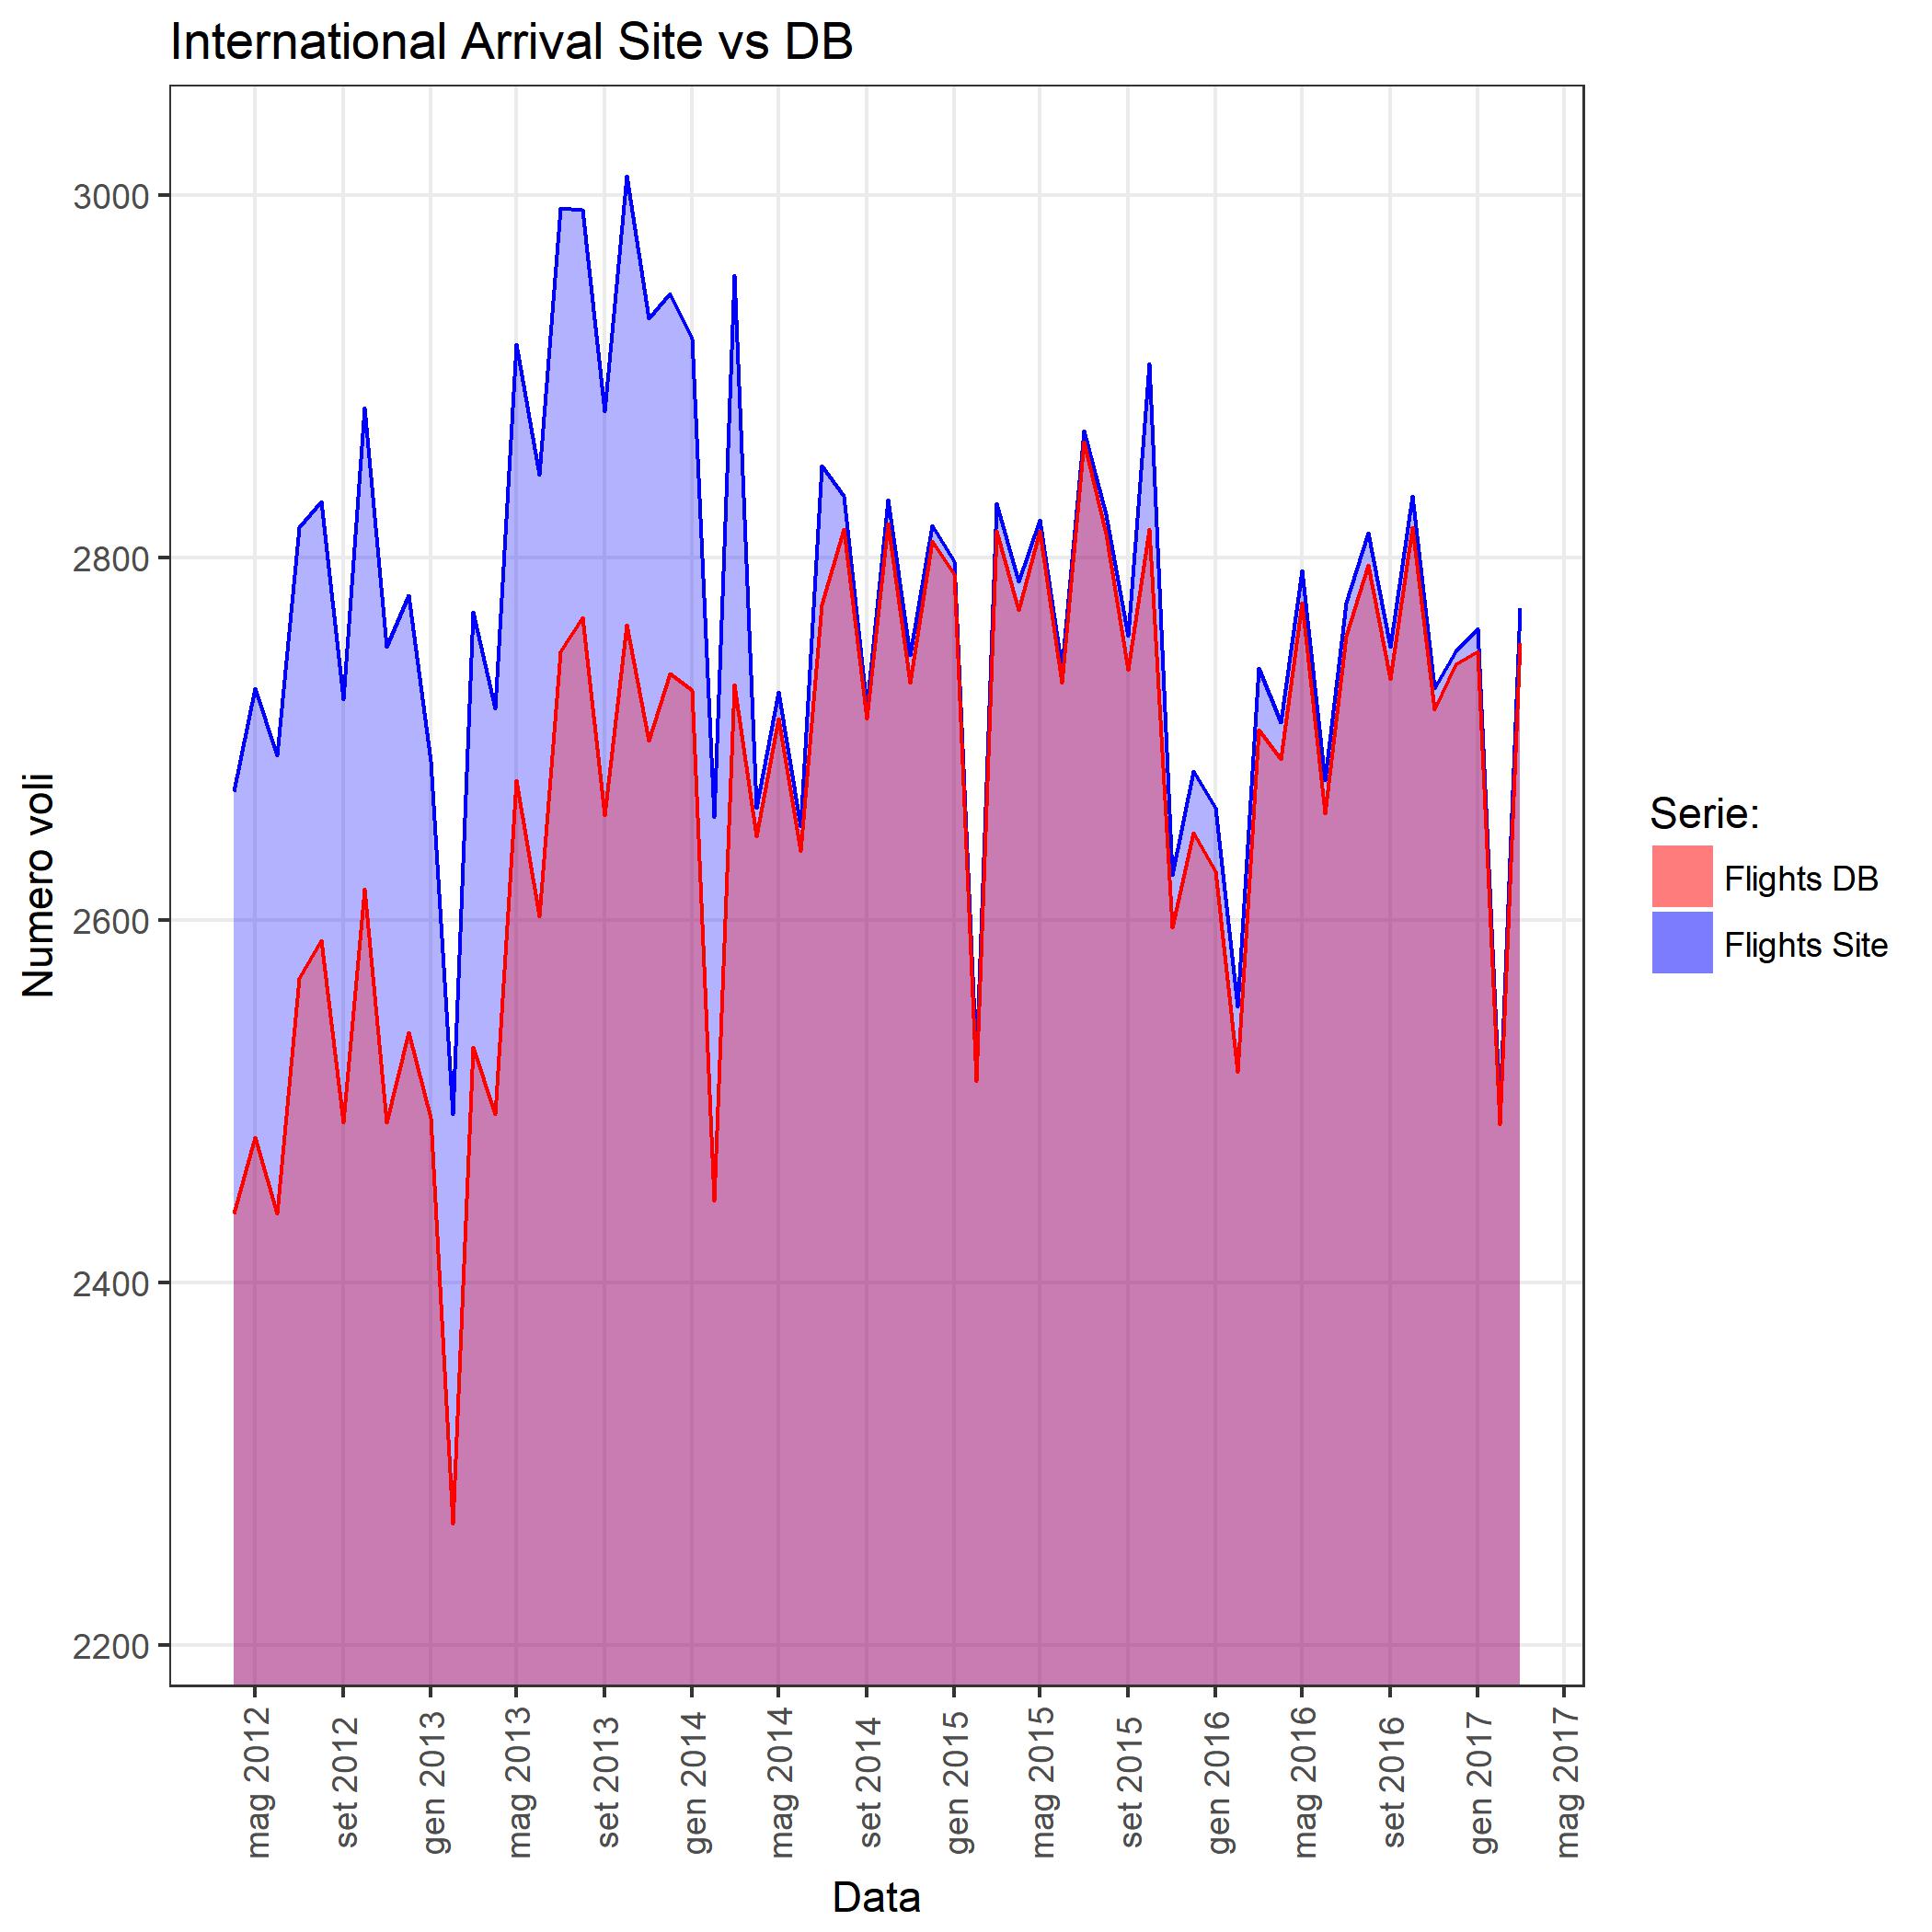 International Arrival Site vs DB
3000
2800
2600
2400
2200
Numero voli
mag 2012
set 2012
gen 2013
mag 2013
set 2013
gen 2014
mag 2014
set 2014
gen 2015
mag 2015
set 2015
gen 2016
mag 2016
set 2016
gen 2017
mag 2017
Data
Serie:
Flights DB
Flights Site